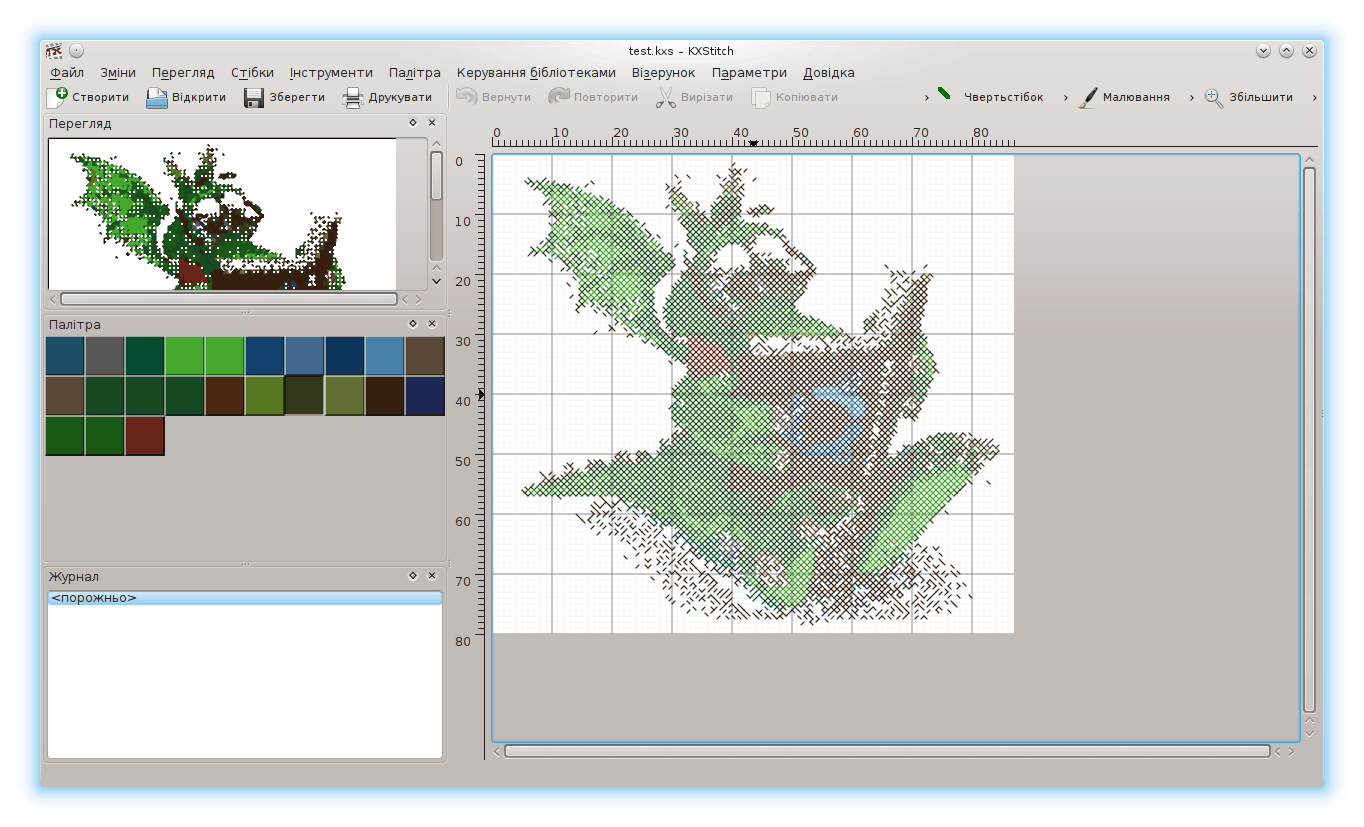 test.kxs – KXStitch
Файл Зміни Перегляд Стібки Інструменти Палітра Керування бібліотеками Візерунок Параметри Довідка
Створити Відкрити Зберегти Друкувати Вернути Повторити Вирізати Копіювати Чвертьстібок Малювання Збільшити
Перегляд
0 10 20 30 40 50 60 70 80
0
10
20
30
40
50
60
70
80
Палітра
Журнал
<порожньо>